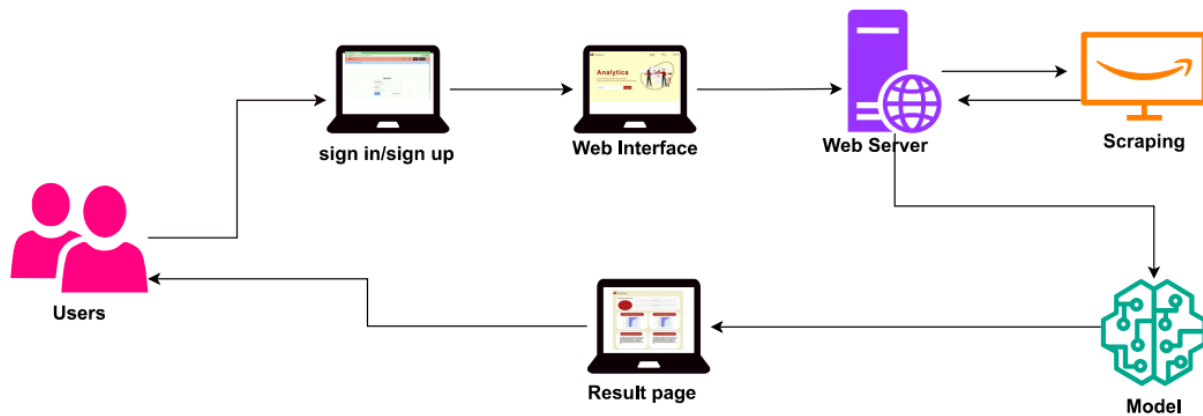 sign in/sign up
Analytica
Web Interface
Web Server
Scraping
Users
Result page
Model